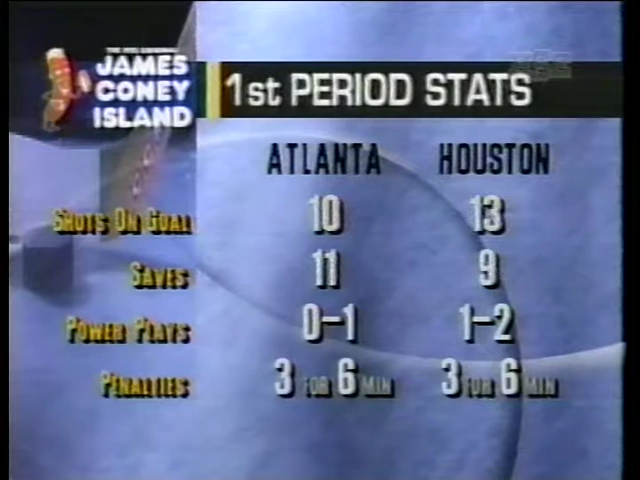 JAMES
CONEY
ISLAND
1st PERIOD STATS
ATLANTA HOUSTON
SHOTS ON GOAL 10 13
SAVES 11 9
POWER PLAYS 0-1 1-2
PENALTIES 3 FOR 6 MIN 3 FOR 6 MIN